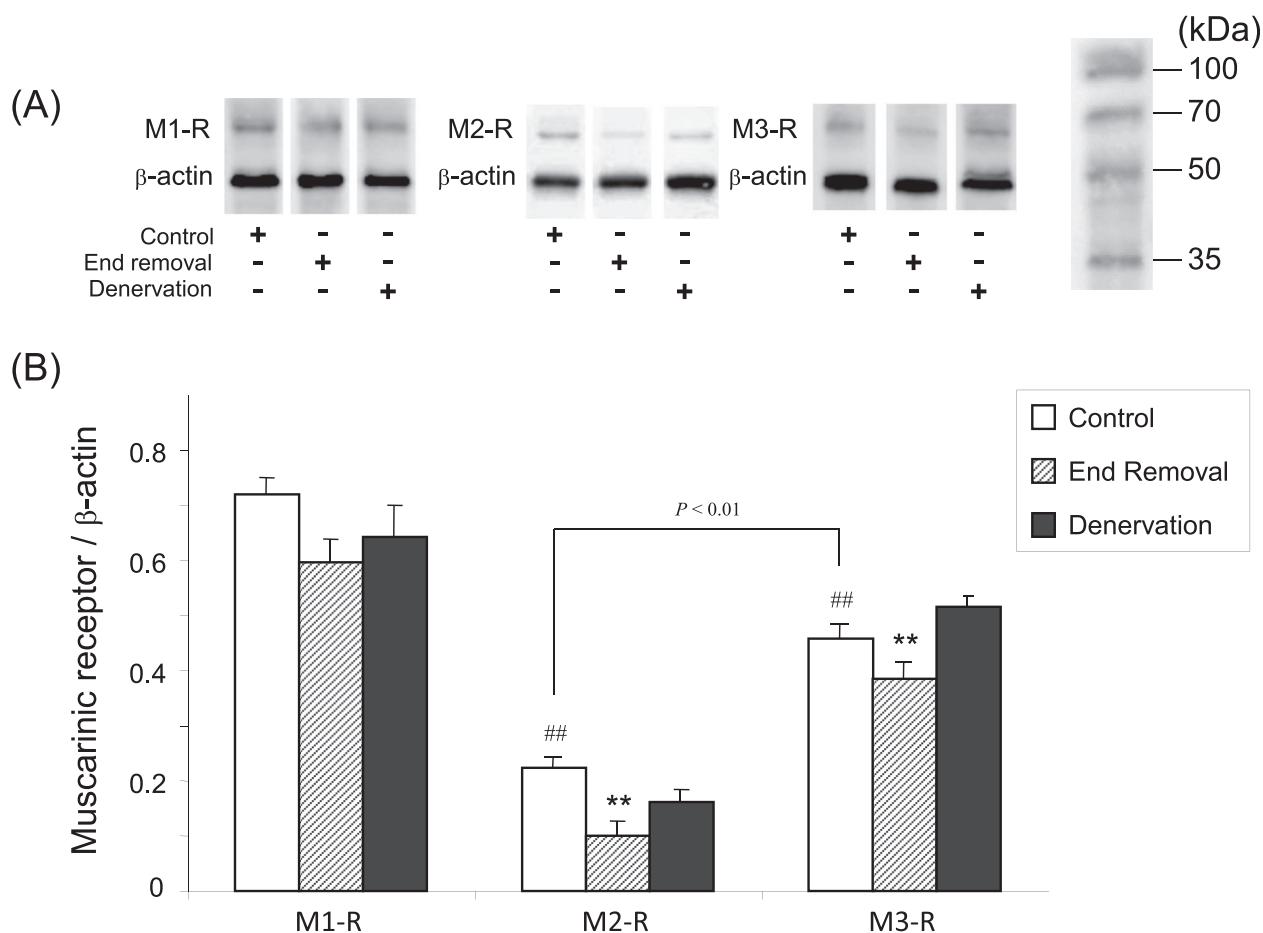 (kDa)
100
70
50
35
(A)
M1-R
β-actin
M2-R
β-actin
M3-R
β-actin
Control + - - + - - + - -
End removal - + - - + - - + -
Denervation - - + - - + - - +
(B)
Muscarinic receptor / β-actin
0.8
0.6
0.4
0.2
0
P < 0.01
##
**
##
**
M1-R
M2-R
M3-R
Control
End Removal
Denervation